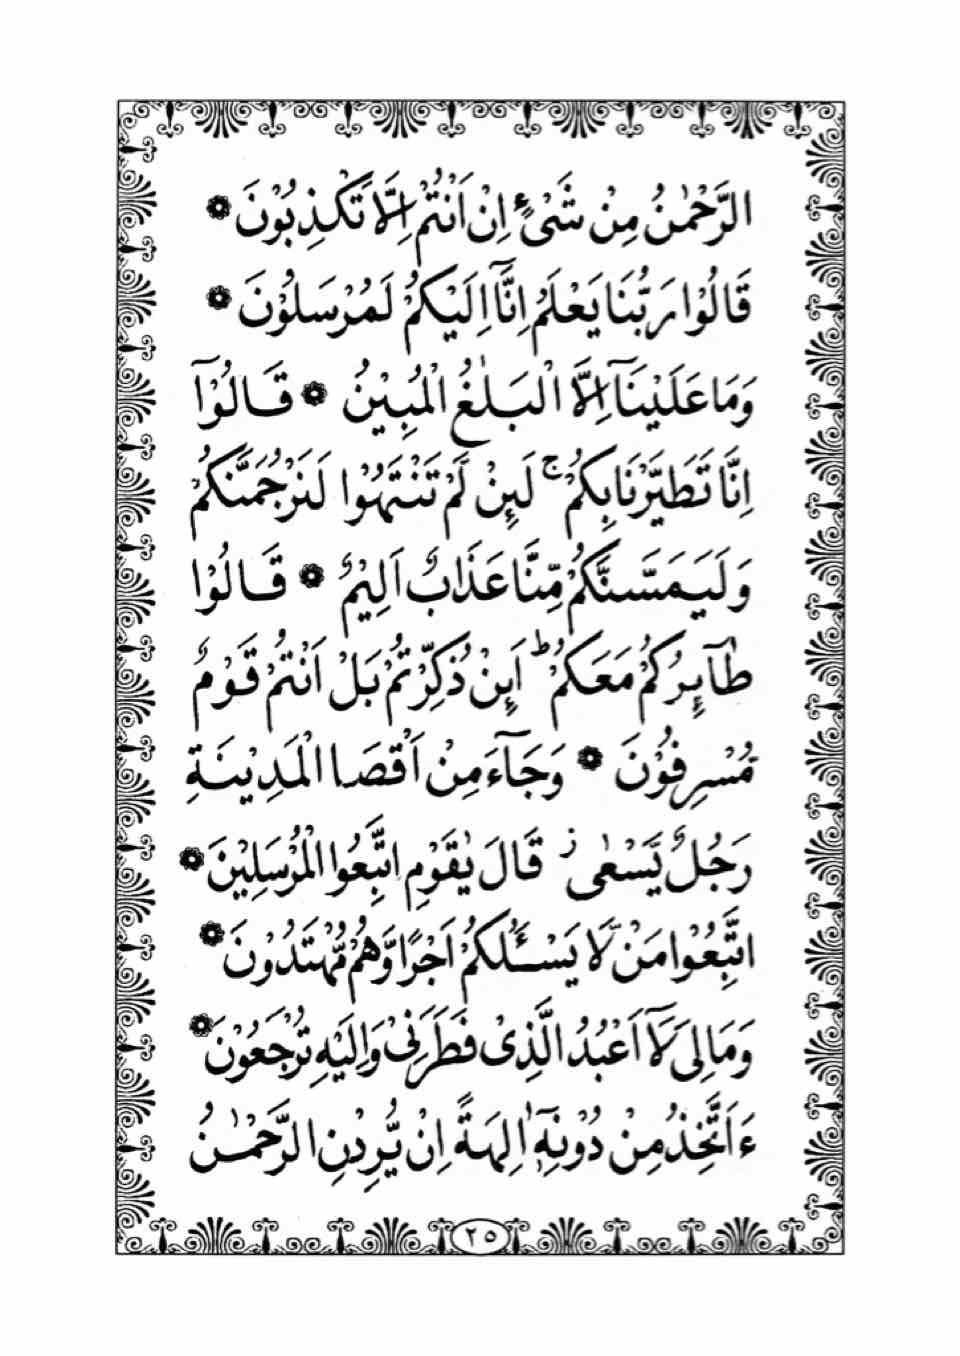 الرَّحْمٰنُ مِنْ شَیْءٍ اِنْ اَنْتُمْ اِلَّا تَكْذِبُوْنَ ۞
قَالُوْا رَبُّنَا یَعْلَمُ اِنَّاۤ اِلَیْكُمْ لَمُرْسَلُوْنَ ۞
وَمَا عَلَیْنَاۤ اِلَّا الْبَلٰغُ الْمُبِیْنُ ۞ قَالُوْۤا
اِنَّا تَطَیَّرْنَا بِكُمْ ۚ لَىِٕنْ لَّمْ تَنْتَهُوْا لَنَرْجُمَنَّكُمْ
وَلَیَمَسَّنَّكُمْ مِّنَّا عَذَابٌ اَلِیْمٌ ۞ قَالُوْا
طَآىِٕرُكُمْ مَّعَكُمْ ؕ اَىِٕنْ ذُكِّرْتُمْ بَلْ اَنْتُمْ قَوْمٌ
مُّسْرِفُوْنَ ۞ وَجَآءَ مِنْ اَقْصَا الْمَدِیْنَةِ
رَجُلٌ یَّسْعٰی ؗ قَالَ یٰقَوْمِ اتَّبِعُوا الْمُرْسَلِیْنَ ۞
اتَّبِعُوْا مَنْ لَّا یَسْـَٔلُكُمْ اَجْرًا وَّهُمْ مُّهْتَدُوْنَ ۞
وَمَا لِیَ لَاۤ اَعْبُدُ الَّذِیْ فَطَرَنِیْ وَاِلَیْهِ تُرْجَعُوْنَ ۞
ءَاَتَّخِذُ مِنْ دُوْنِهٖۤ اٰلِهَةً اِنْ یُّرِدْنِ الرَّحْمٰنُ
٢٥